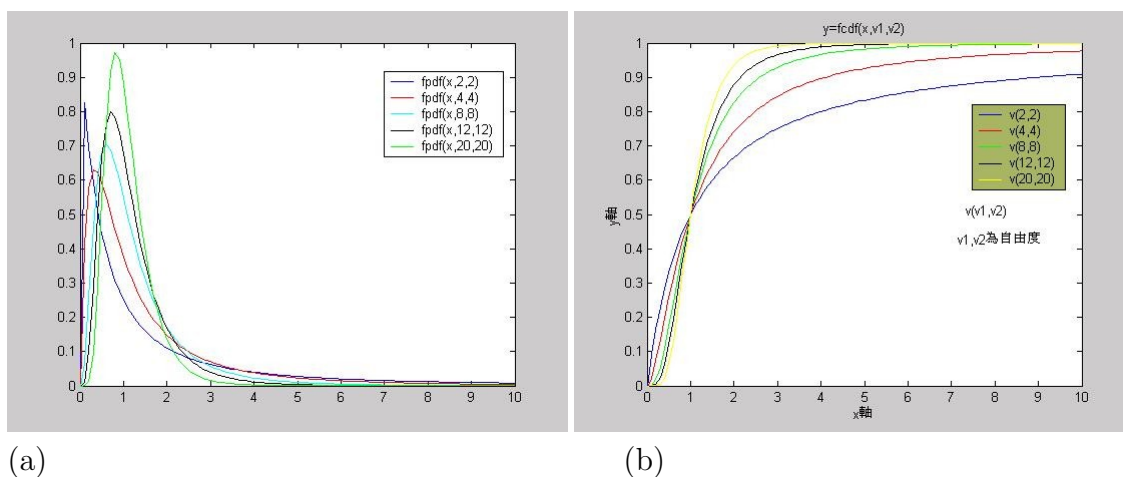 1
0.9
0.8
0.7
0.6
0.5
0.4
0.3
0.2
0.1
0
0 1 2 3 4 5 6 7 8 9 10
fpdf(x,2,2)
fpdf(x,4,4)
fpdf(x,8,8)
fpdf(x,12,12)
fpdf(x,20,20)
(a)
y=fcdf(x,v1,v2)
1
0.9
0.8
0.7
0.6
0.5
0.4
0.3
0.2
0.1
0
y軸
0 1 2 3 4 5 6 7 8 9 10
x軸
v(2,2)
v(4,4)
v(8,8)
v(12,12)
v(20,20)
v(v1,v2)
v1,v2為自由度
(b)